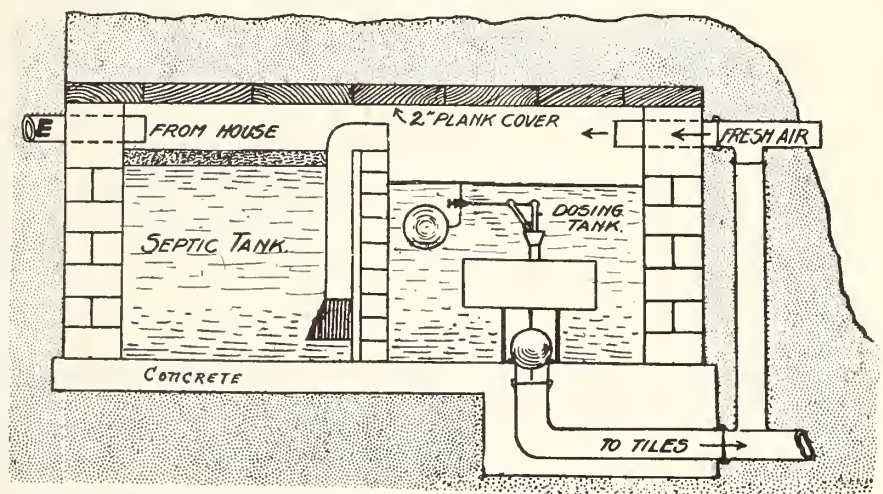 2" PLANK COVER
E FROM HOUSE
FRESH AIR
DOSING
TANK.
SEPTIC TANK.
CONCRETE
TO TILES